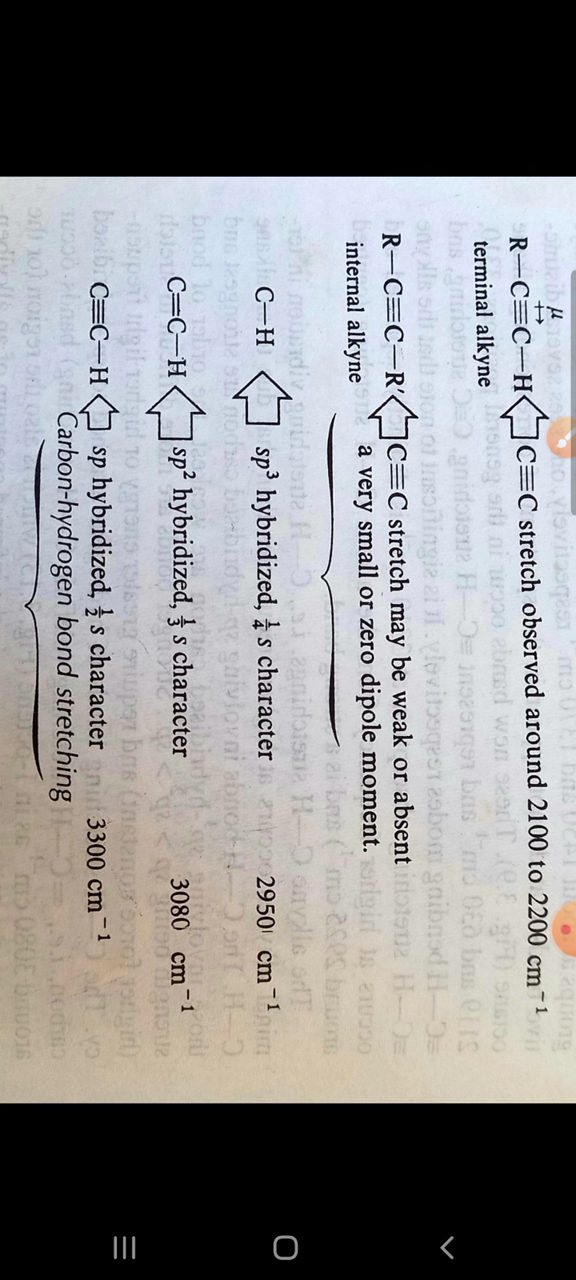 μ
R—C≡C—H C≡C stretch observed around 2100 to 2200 cm⁻¹
terminal alkyne
R—C≡C—R′ C≡C stretch may be weak or absent
internal alkyne a very small or zero dipole moment.
C—H sp³ hybridized, ¼ s character 2950 cm⁻¹
C=C—H sp² hybridized, ⅓ s character 3080 cm⁻¹
C≡C—H sp hybridized, ½ s character 3300 cm⁻¹
Carbon-hydrogen bond stretching